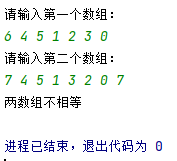 请输入第一个数组：
6 4 5 1 2 3 0
请输入第二个数组：
7 4 5 1 3 2 0 7
两数组不相等
进程已结束，退出代码为 0